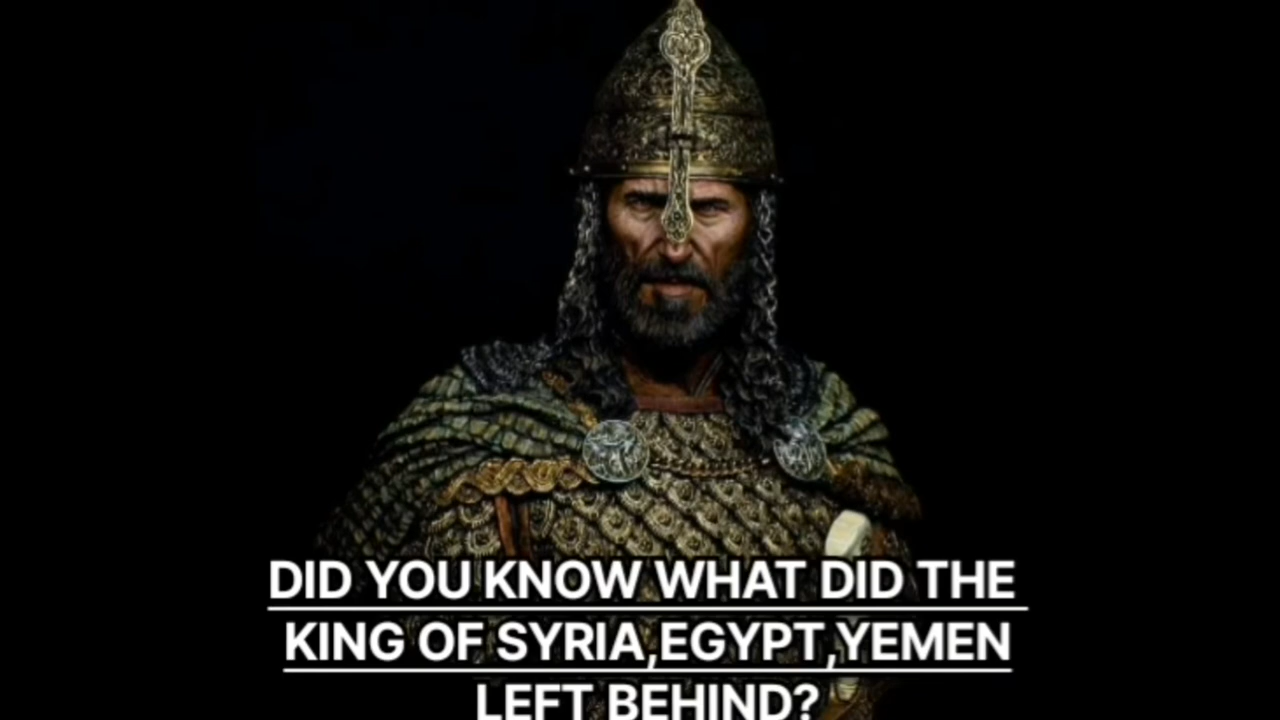 DID YOU KNOW WHAT DID THE
KING OF SYRIA,EGYPT,YEMEN
LEFT BEHIND?